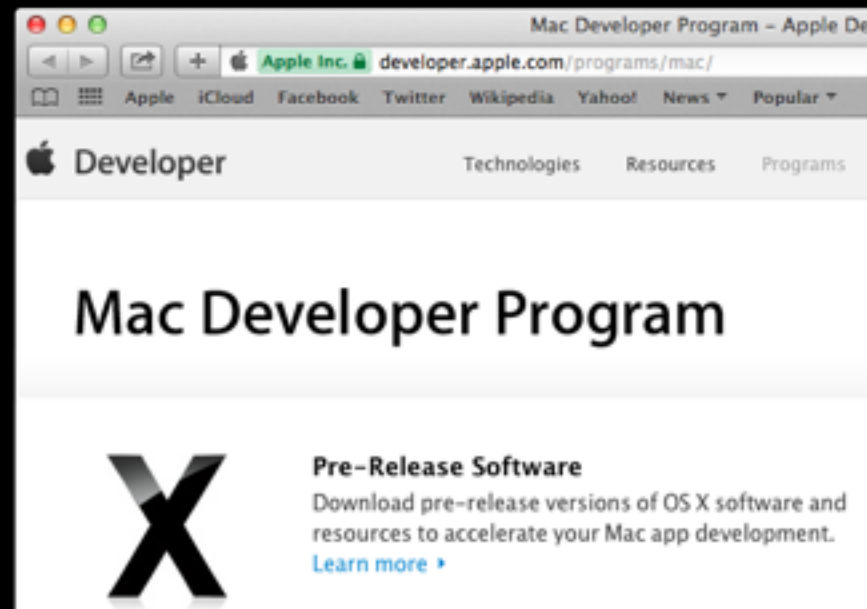 Mac Developer Program – Apple De
Apple Inc. developer.apple.com/programs/mac/
Apple iCloud Facebook Twitter Wikipedia Yahoo! News Popular
Developer Technologies Resources Programs
Mac Developer Program
Pre-Release Software
Download pre-release versions of OS X software and
resources to accelerate your Mac app development.
Learn more